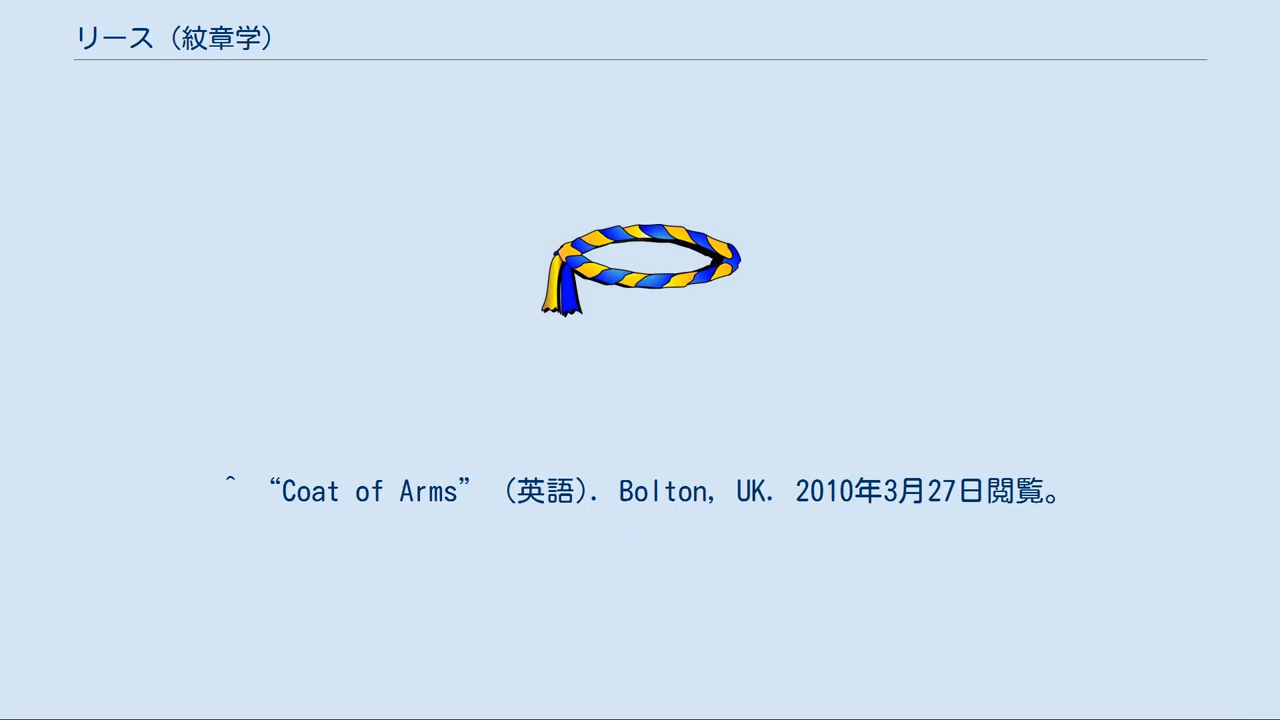 リース（紋章学）
^ “Coat of Arms” （英語）. Bolton, UK. 2010年3月27日閲覧。